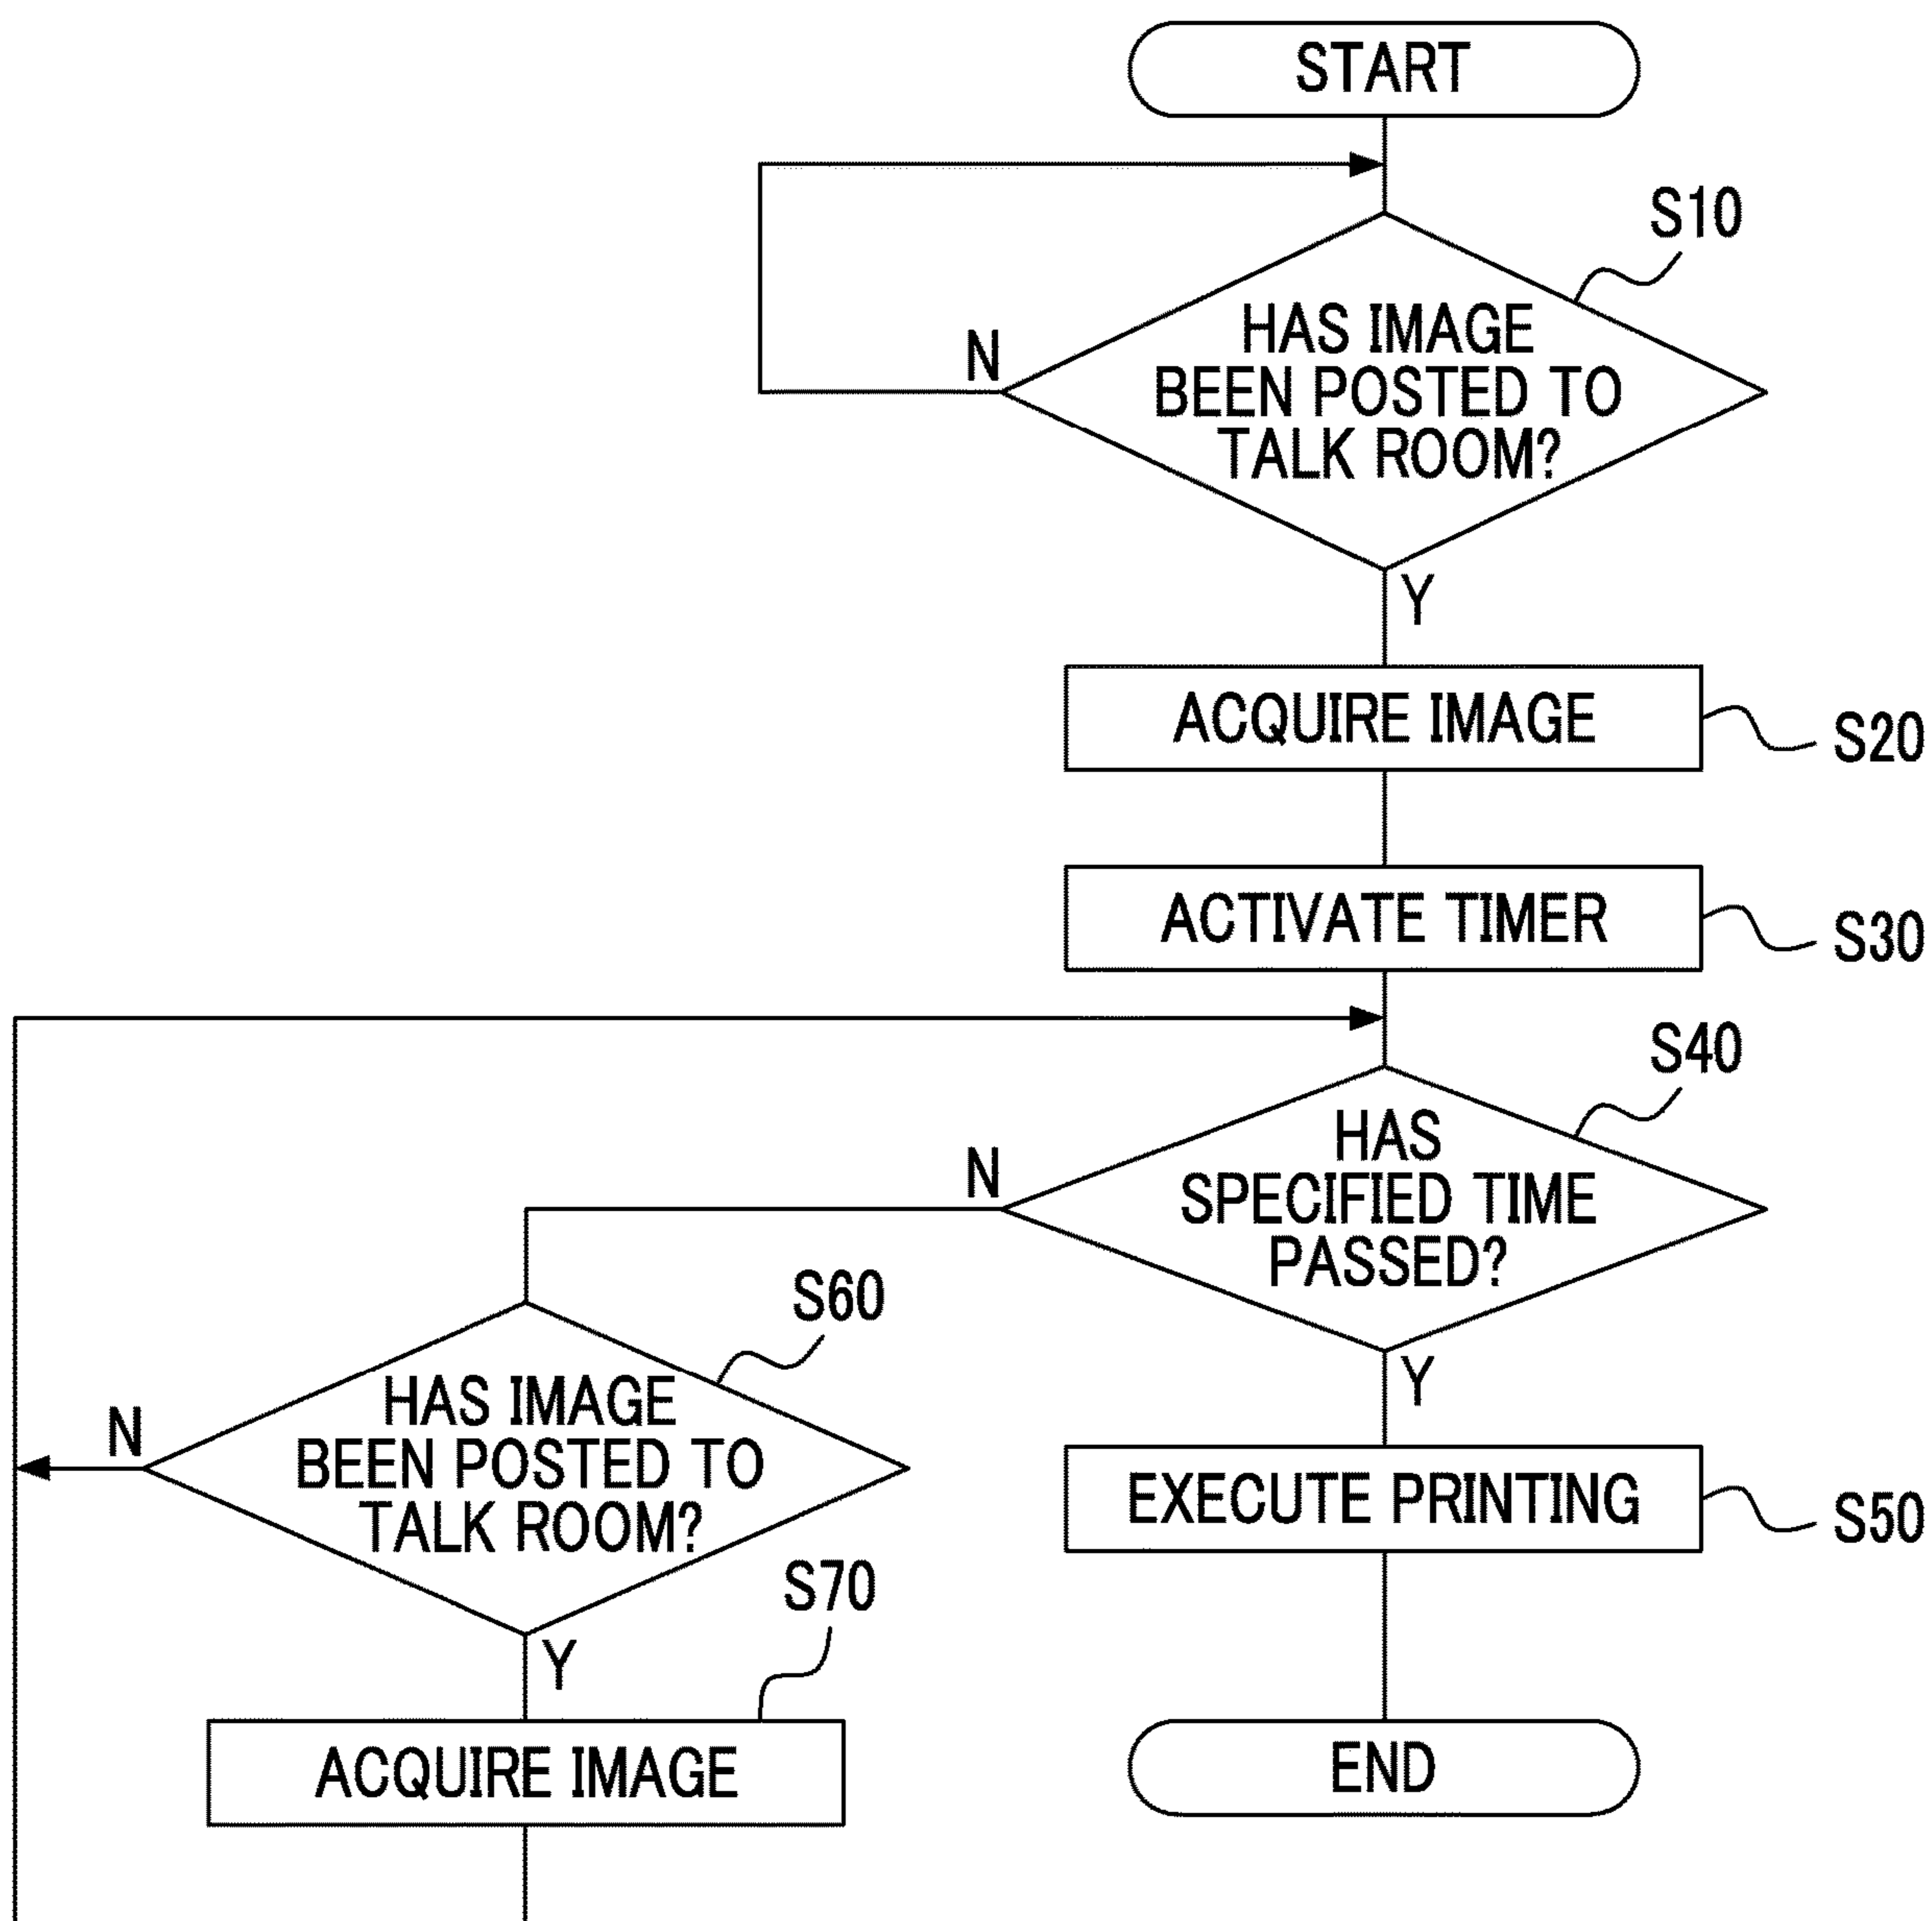 START
S10
HAS IMAGE
BEEN POSTED TO
TALK ROOM?
N
Y
ACQUIRE IMAGE
S20
ACTIVATE TIMER
S30
S40
HAS
SPECIFIED TIME
PASSED?
N
Y
EXECUTE PRINTING
S50
END
S60
HAS IMAGE
BEEN POSTED TO
TALK ROOM?
N
Y
S70
ACQUIRE IMAGE